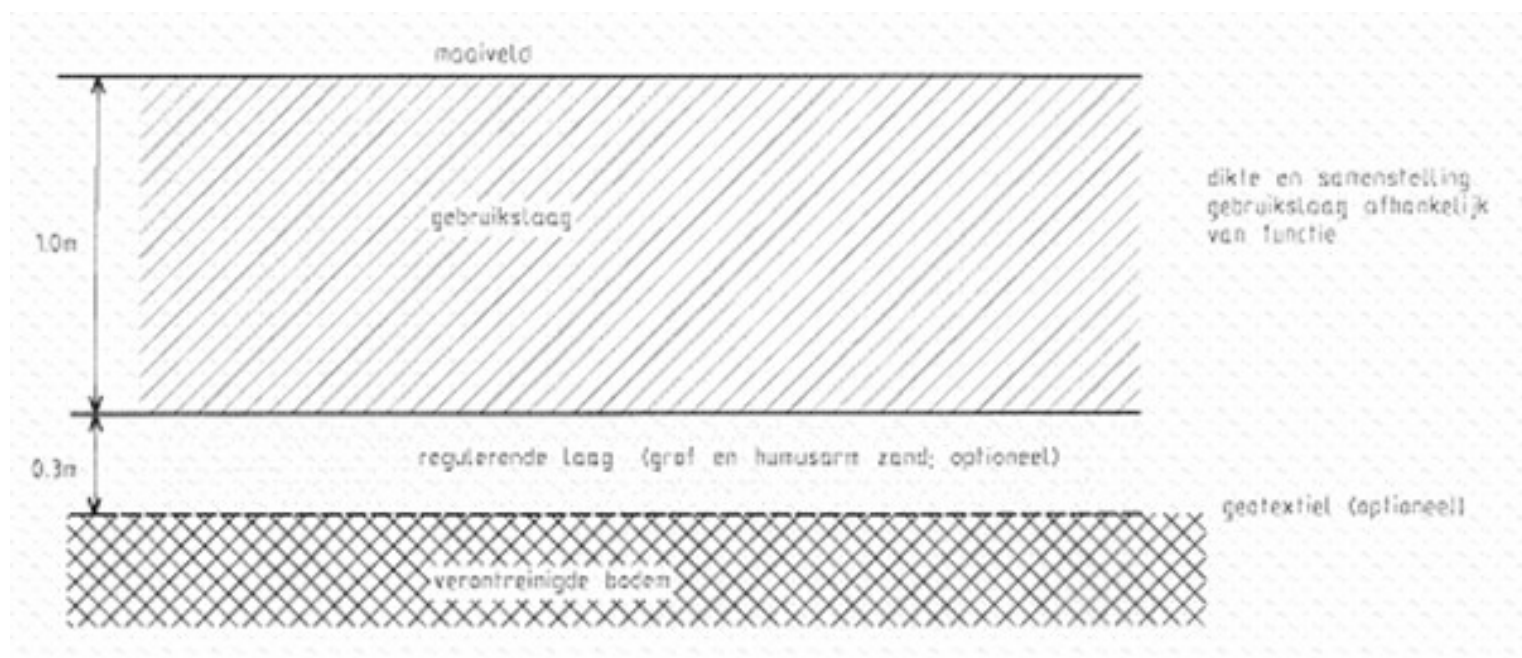 maaiveld
dikte en samenstelling
gebruikslaag afhankelijk
van functie
gebruikslaag
1.0m
regulerende laag (grof en humusarm zand; optioneel)
0.3m
geotextiel (optioneel)
verontreinigde bodem